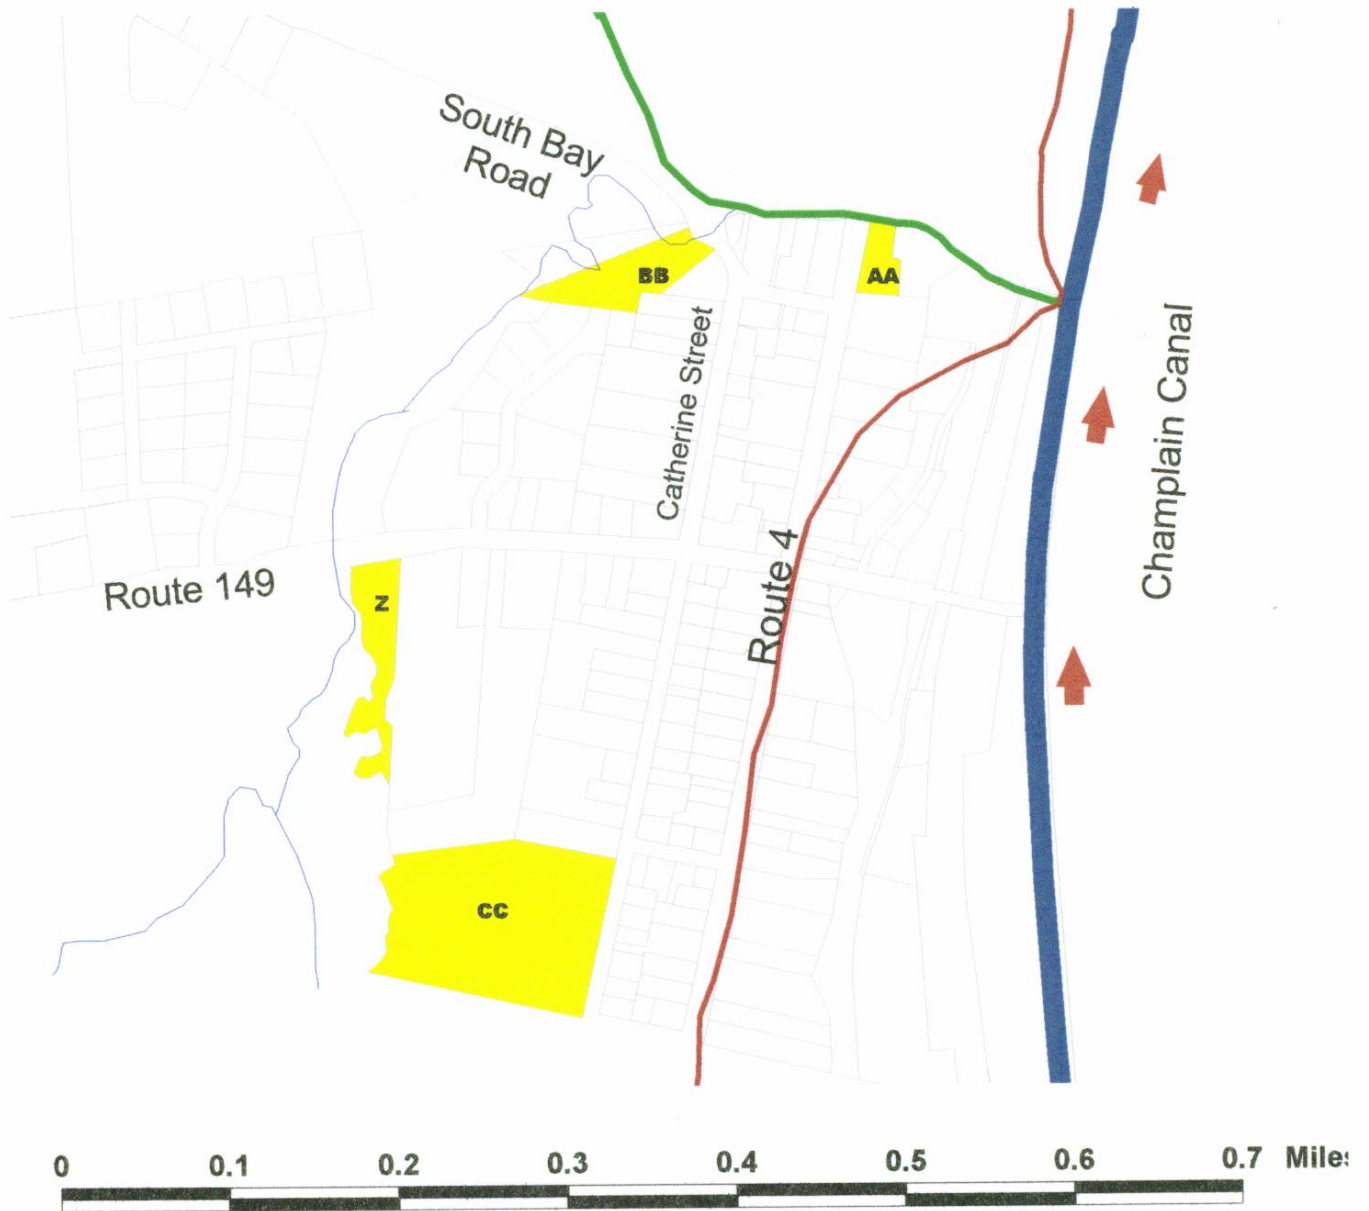 South Bay
Road
BB
AA
Catherine Street
Champlain Canal
Route 149
Z
Route 4
CC
0 0.1 0.2 0.3 0.4 0.5 0.6 0.7 Miles